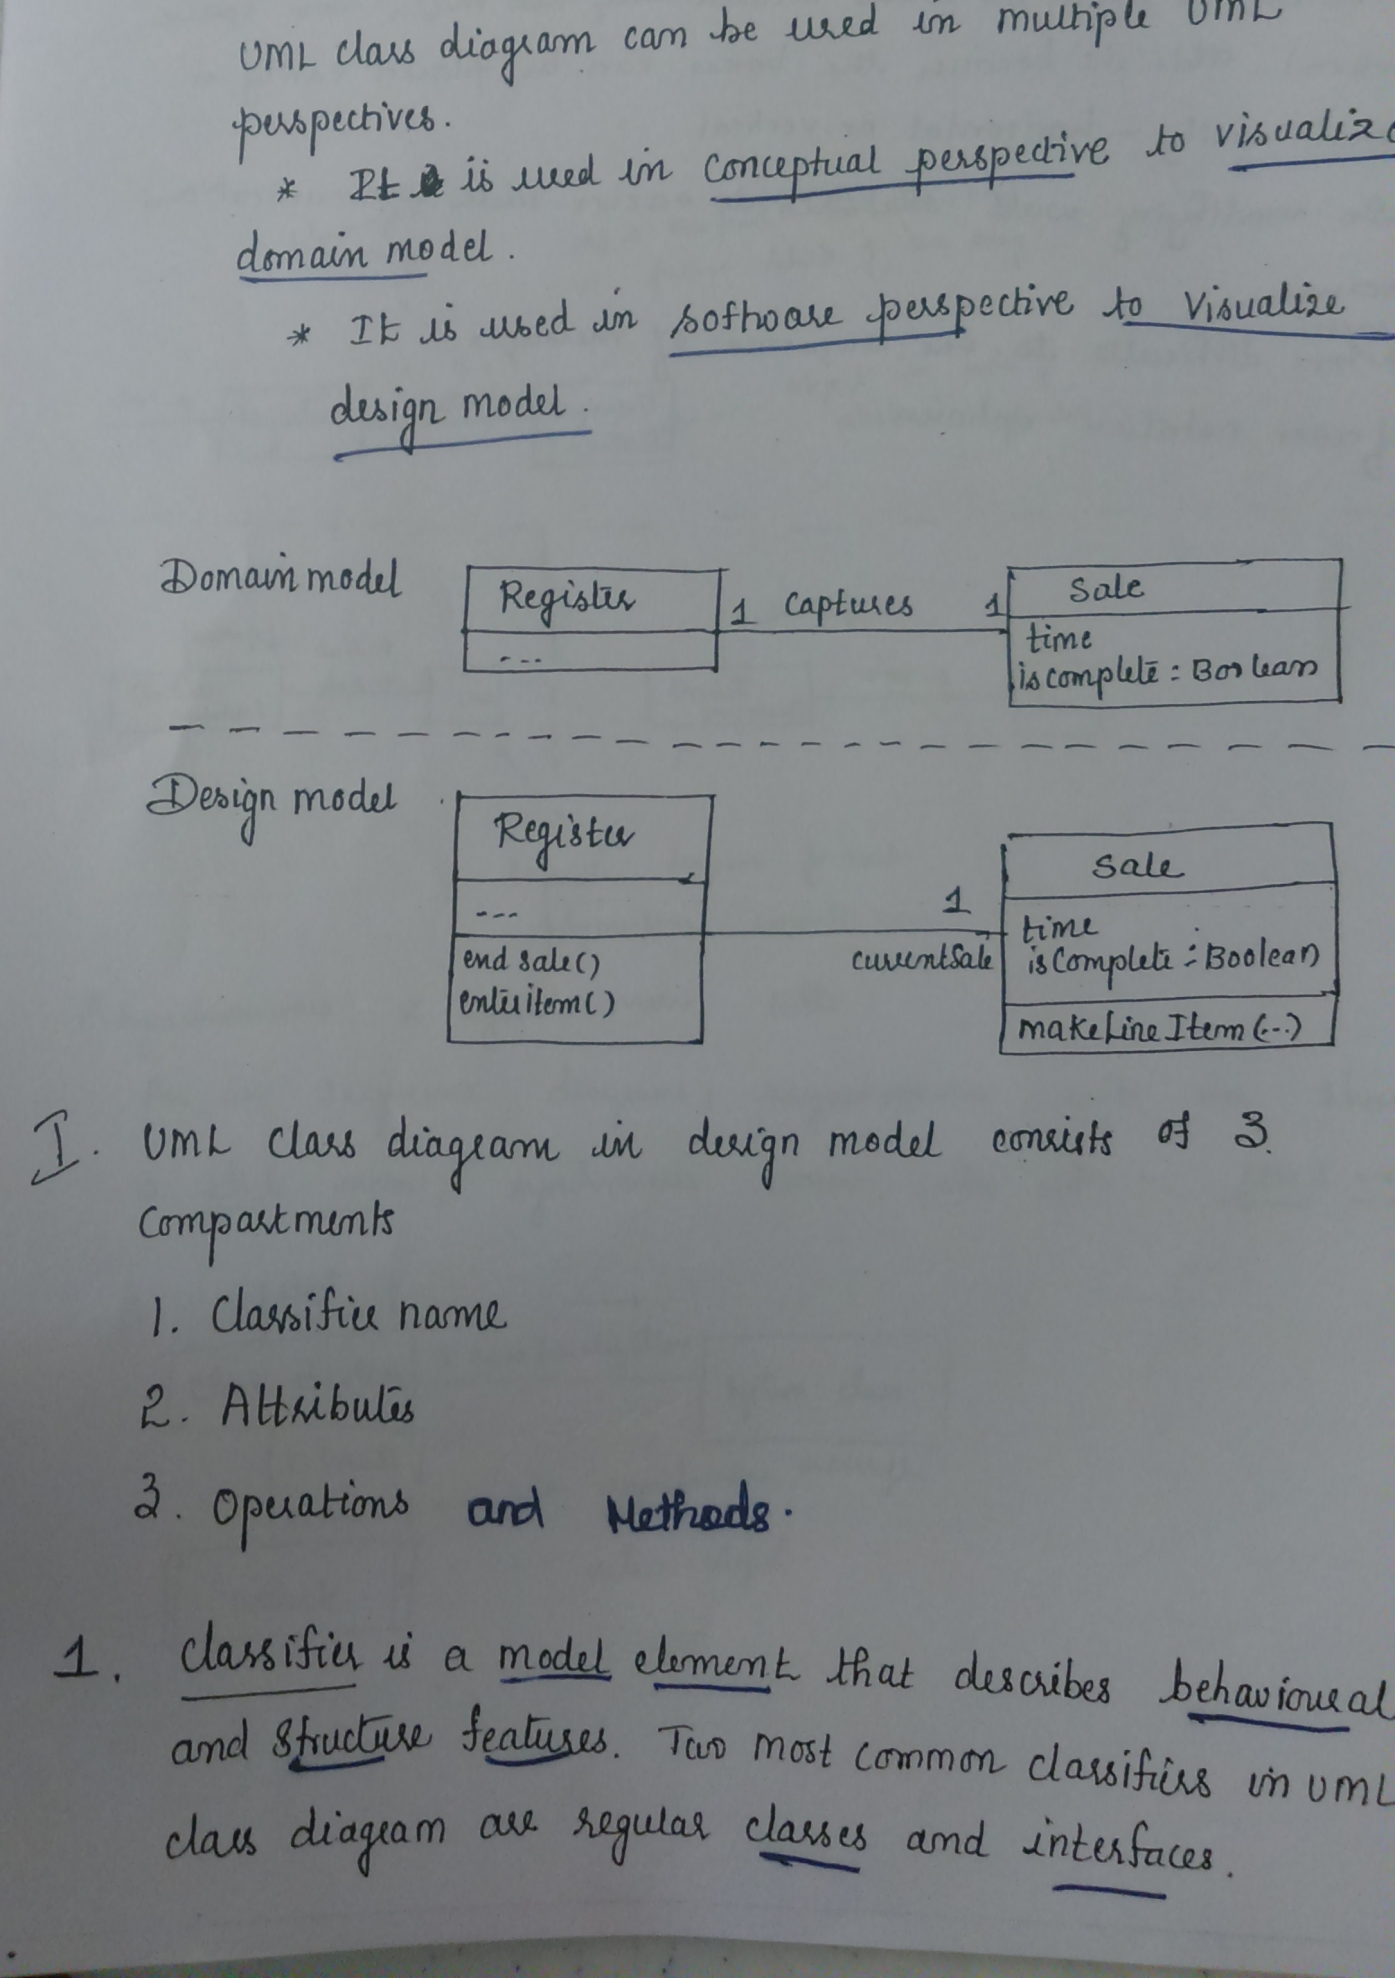 UML class diagram can be used in multiple UML
perspectives.
* It is used in conceptual perspective to visualize
domain model.
* It is used in software perspective to visualize
design model.
Domain model
Register
---
1 captures 1
Sale
time
iscomplete : Boolean
Design model
Register
---
end sale()
enteritem()
1
currentSale
Sale
time
isComplete : Boolean
makeLineItem(...)
I. UML class diagram in design model consists of 3
compartments
1. Classifier name
2. Attributes
3. Operations and Methods.
1. Classifier is a model element that describes behavioural
and structure features. Two most common classifiers in UML
class diagram are regular classes and interfaces.